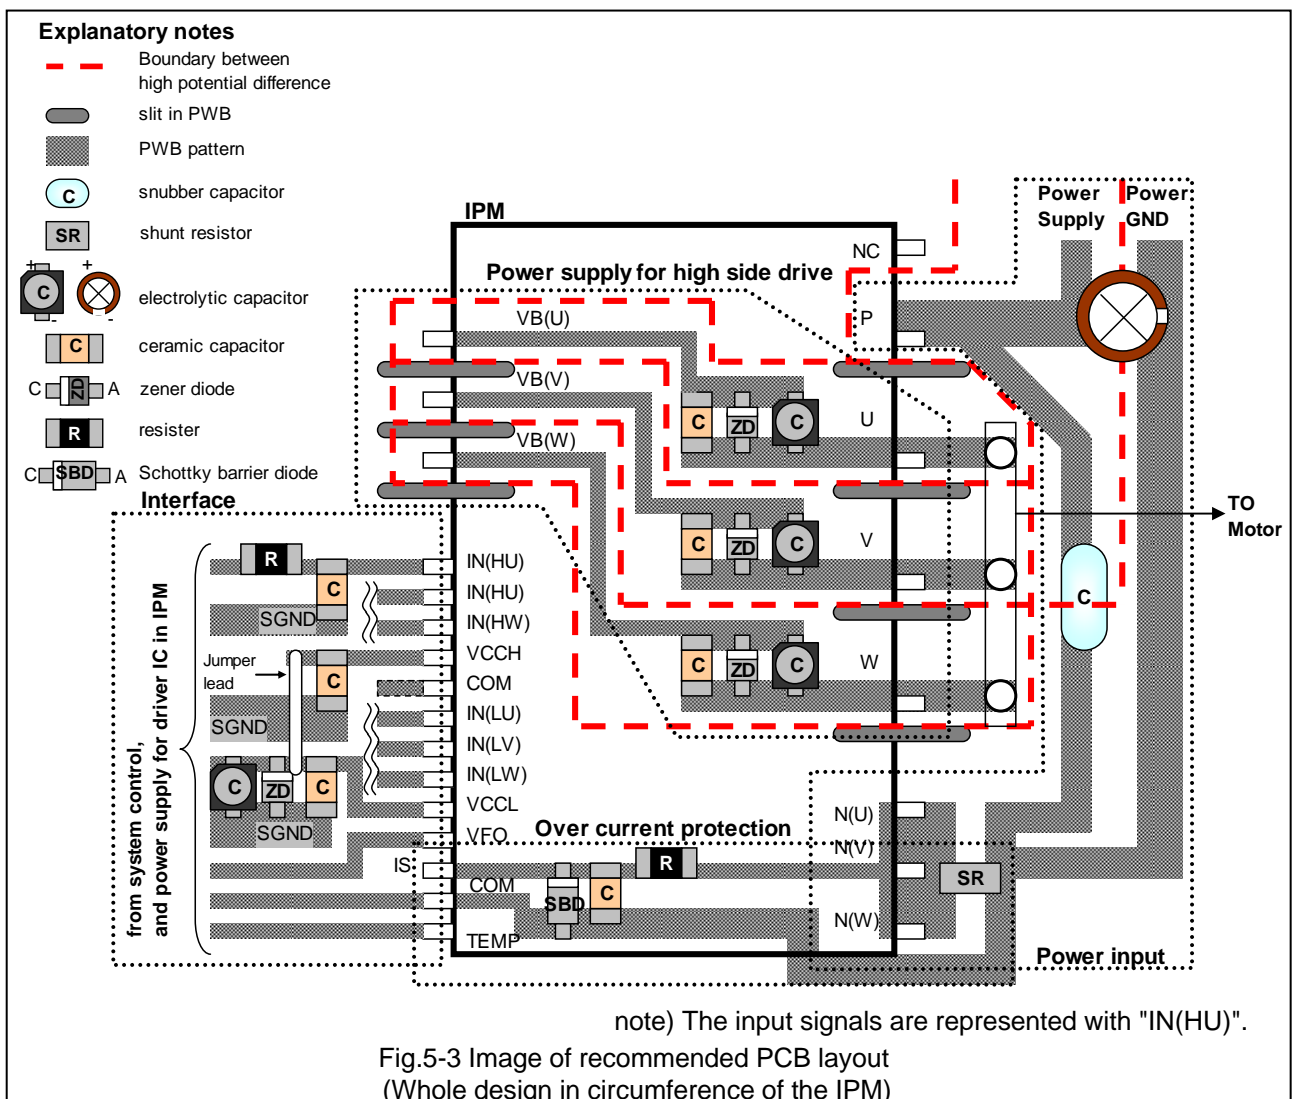 Explanatory notes
Boundary between
high potential difference
slit in PWB
PWB pattern
C
snubber capacitor
SR
shunt resistor
+
C
-
+
-
electrolytic capacitor
C
ceramic capacitor
C ZD A
zener diode
R
resister
C SBD A
Schottky barrier diode
Interface
IPM
Power supply for high side drive
NC
P
Power
Supply
Power
GND
VB(U)
VB(V)
VB(W)
C ZD C
U
C ZD C
V
C ZD C
W
TO
Motor
C
from system control,
and power supply for driver IC in IPM
R
C
SGND
Jumper
lead
C
SGND
C ZD C
SGND
IN(HU)
IN(HU)
IN(HW)
VCCH
COM
IN(LU)
IN(LV)
IN(LW)
VCCL
VFO
IS
COM
TEMP
Over current protection
R
SBD C
N(U)
N(V)
N(W)
SR
Power input
note) The input signals are represented with "IN(HU)".
Fig.5-3 Image of recommended PCB layout
(Whole design in circumference of the IPM)